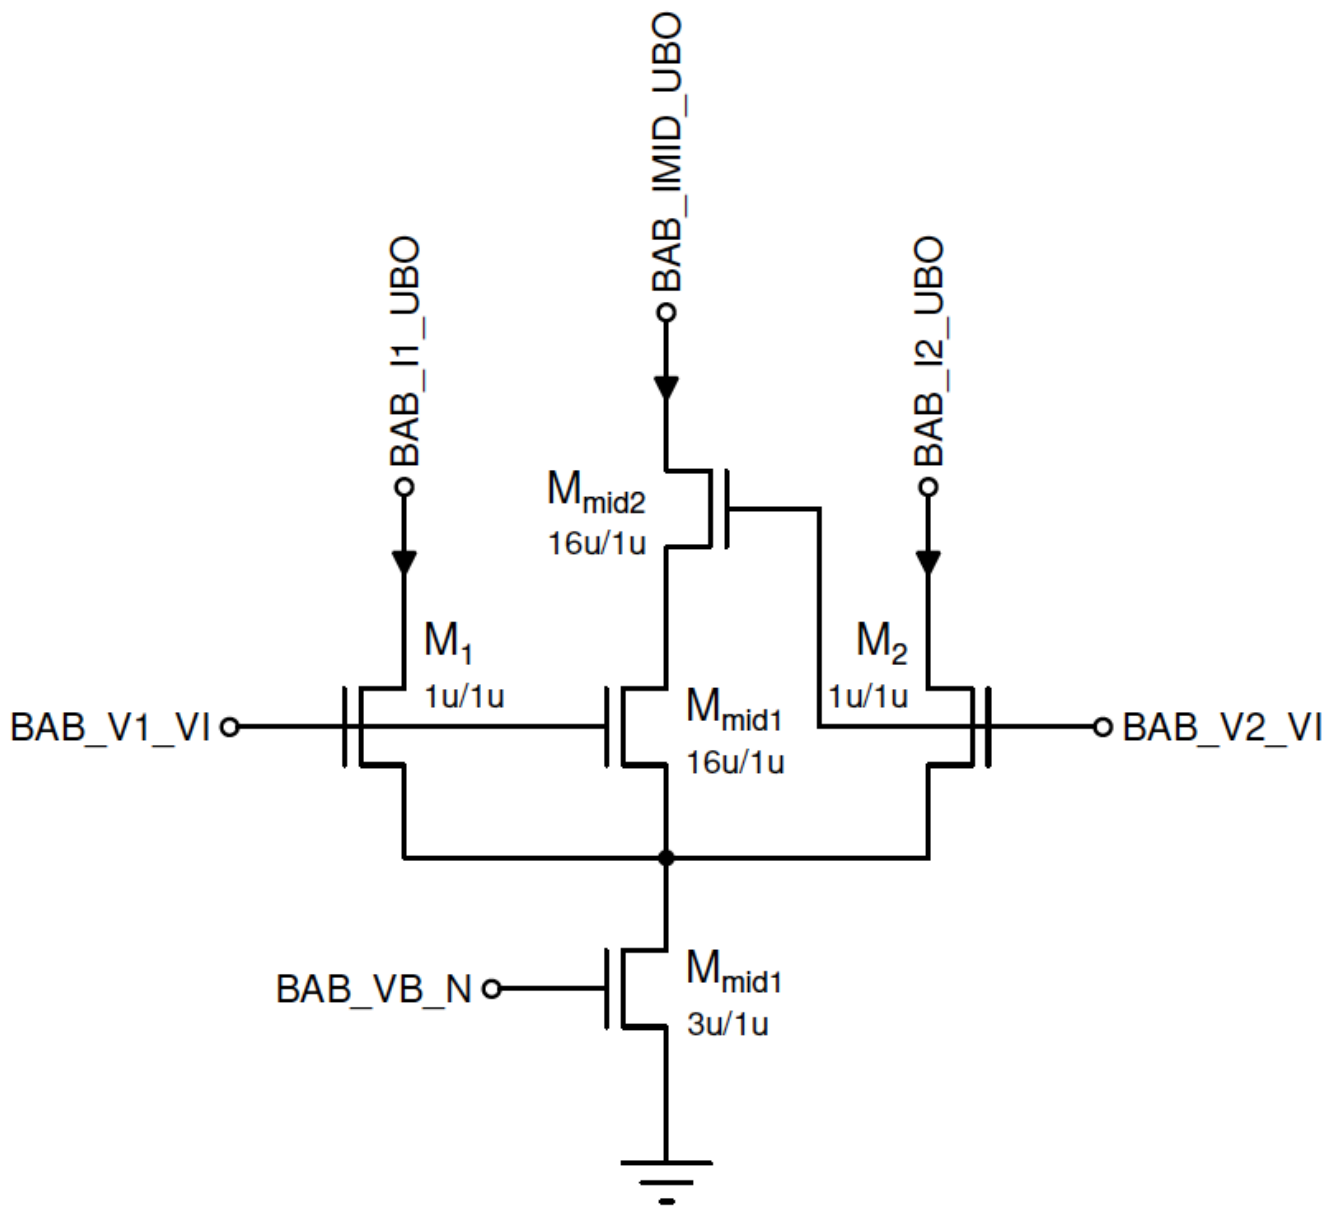 BAB_IMID_UBO
BAB_I1_UBO
BAB_I2_UBO
Mmid2
16u/1u
M1
1u/1u
M2
1u/1u
BAB_V1_VI
Mmid1
16u/1u
BAB_V2_VI
BAB_VB_N
Mmid1
3u/1u